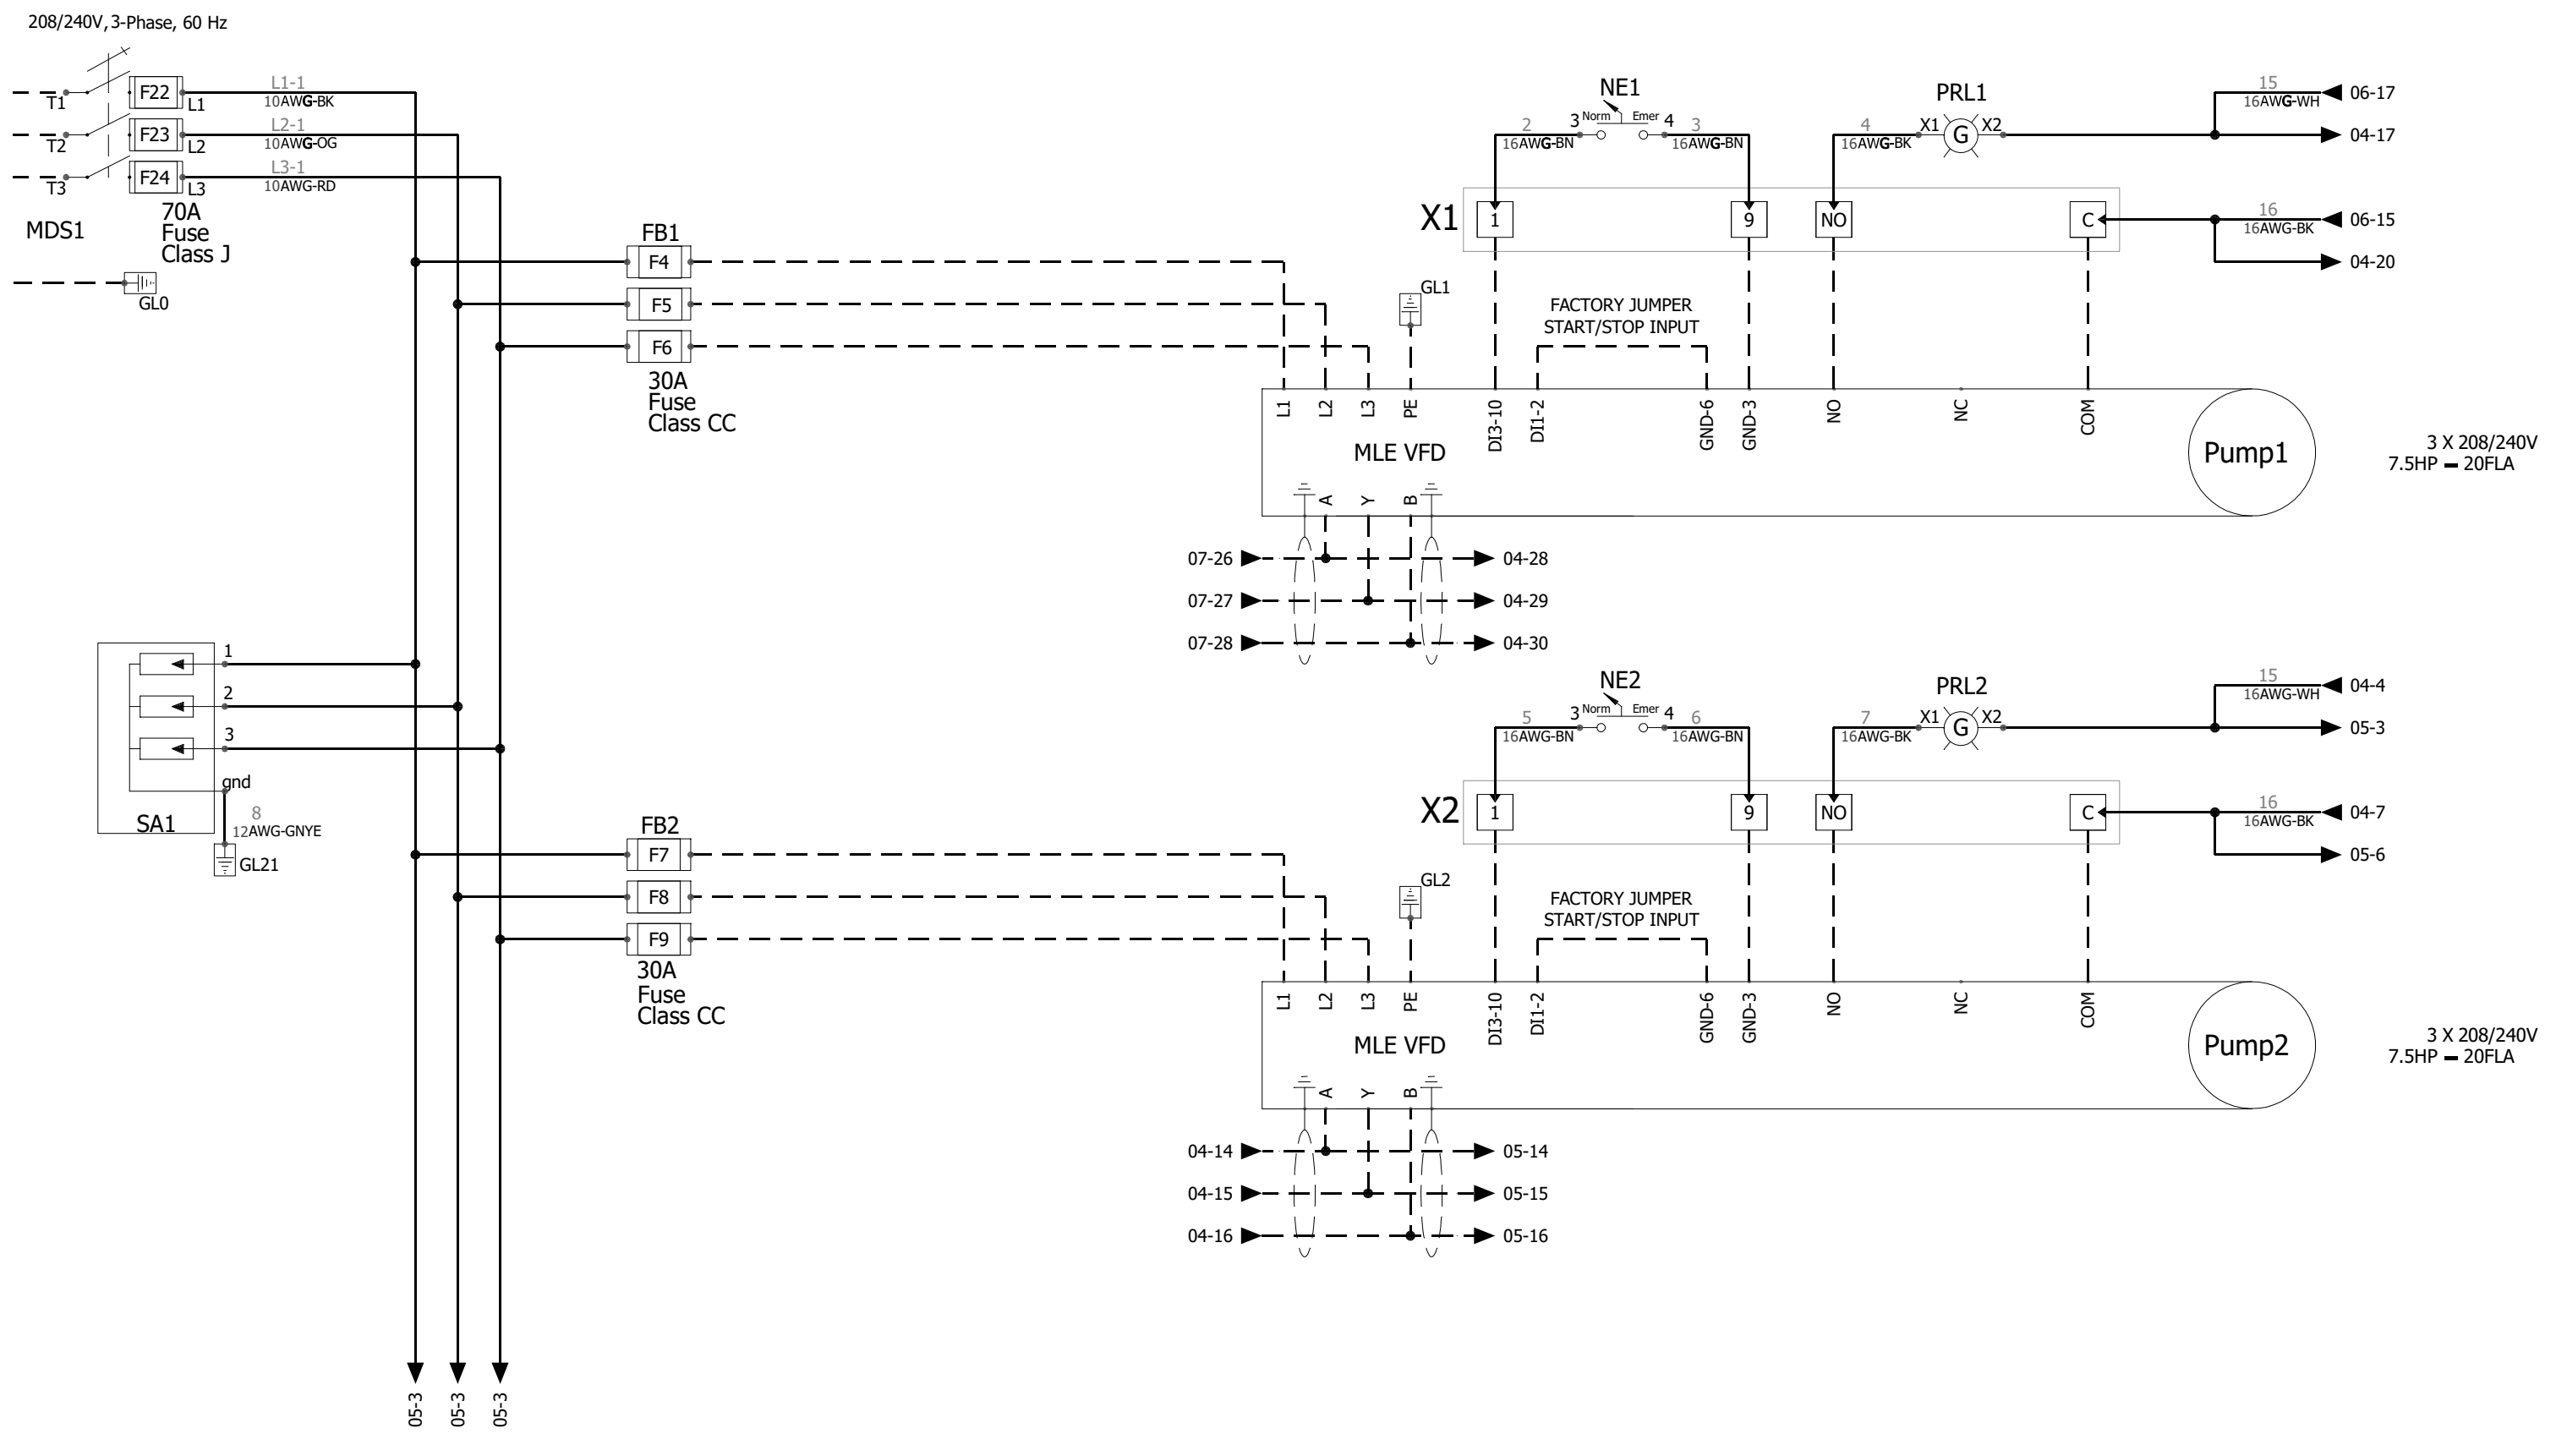 208/240V, 3-Phase, 60 Hz
T1
F22
L1
L1-1
10AWG-BK
T2
F23
L2
L2-1
10AWG-OG
T3
F24
L3
L3-1
10AWG-RD
MDS1
70A
Fuse
Class J
GL0
FB1
F4
F5
F6
30A
Fuse
Class CC
NE1
2
16AWG-BN
3
Norm
Emer
4
3
16AWG-BN
PRL1
4
16AWG-BK
X1
G
X2
15
16AWG-WH
06-17
04-17
X1
1
9
NO
C
16
16AWG-BK
06-15
04-20
GL1
FACTORY JUMPER
START/STOP INPUT
L1
L2
L3
PE
DI3-10
DI1-2
GND-6
GND-3
NO
NC
COM
MLE VFD
Pump1
3 X 208/240V
7.5HP - 20FLA
A
Y
B
07-26
04-28
07-27
04-29
07-28
04-30
1
2
3
gnd
SA1
8
12AWG-GNYE
GL21
FB2
F7
F8
F9
30A
Fuse
Class CC
NE2
5
16AWG-BN
3
Norm
Emer
4
6
16AWG-BN
PRL2
7
16AWG-BK
X1
G
X2
15
16AWG-WH
04-4
05-3
X2
1
9
NO
C
16
16AWG-BK
04-7
05-6
GL2
FACTORY JUMPER
START/STOP INPUT
L1
L2
L3
PE
DI3-10
DI1-2
GND-6
GND-3
NO
NC
COM
MLE VFD
Pump2
3 X 208/240V
7.5HP - 20FLA
A
Y
B
04-14
05-14
04-15
05-15
04-16
05-16
05-3
05-3
05-3